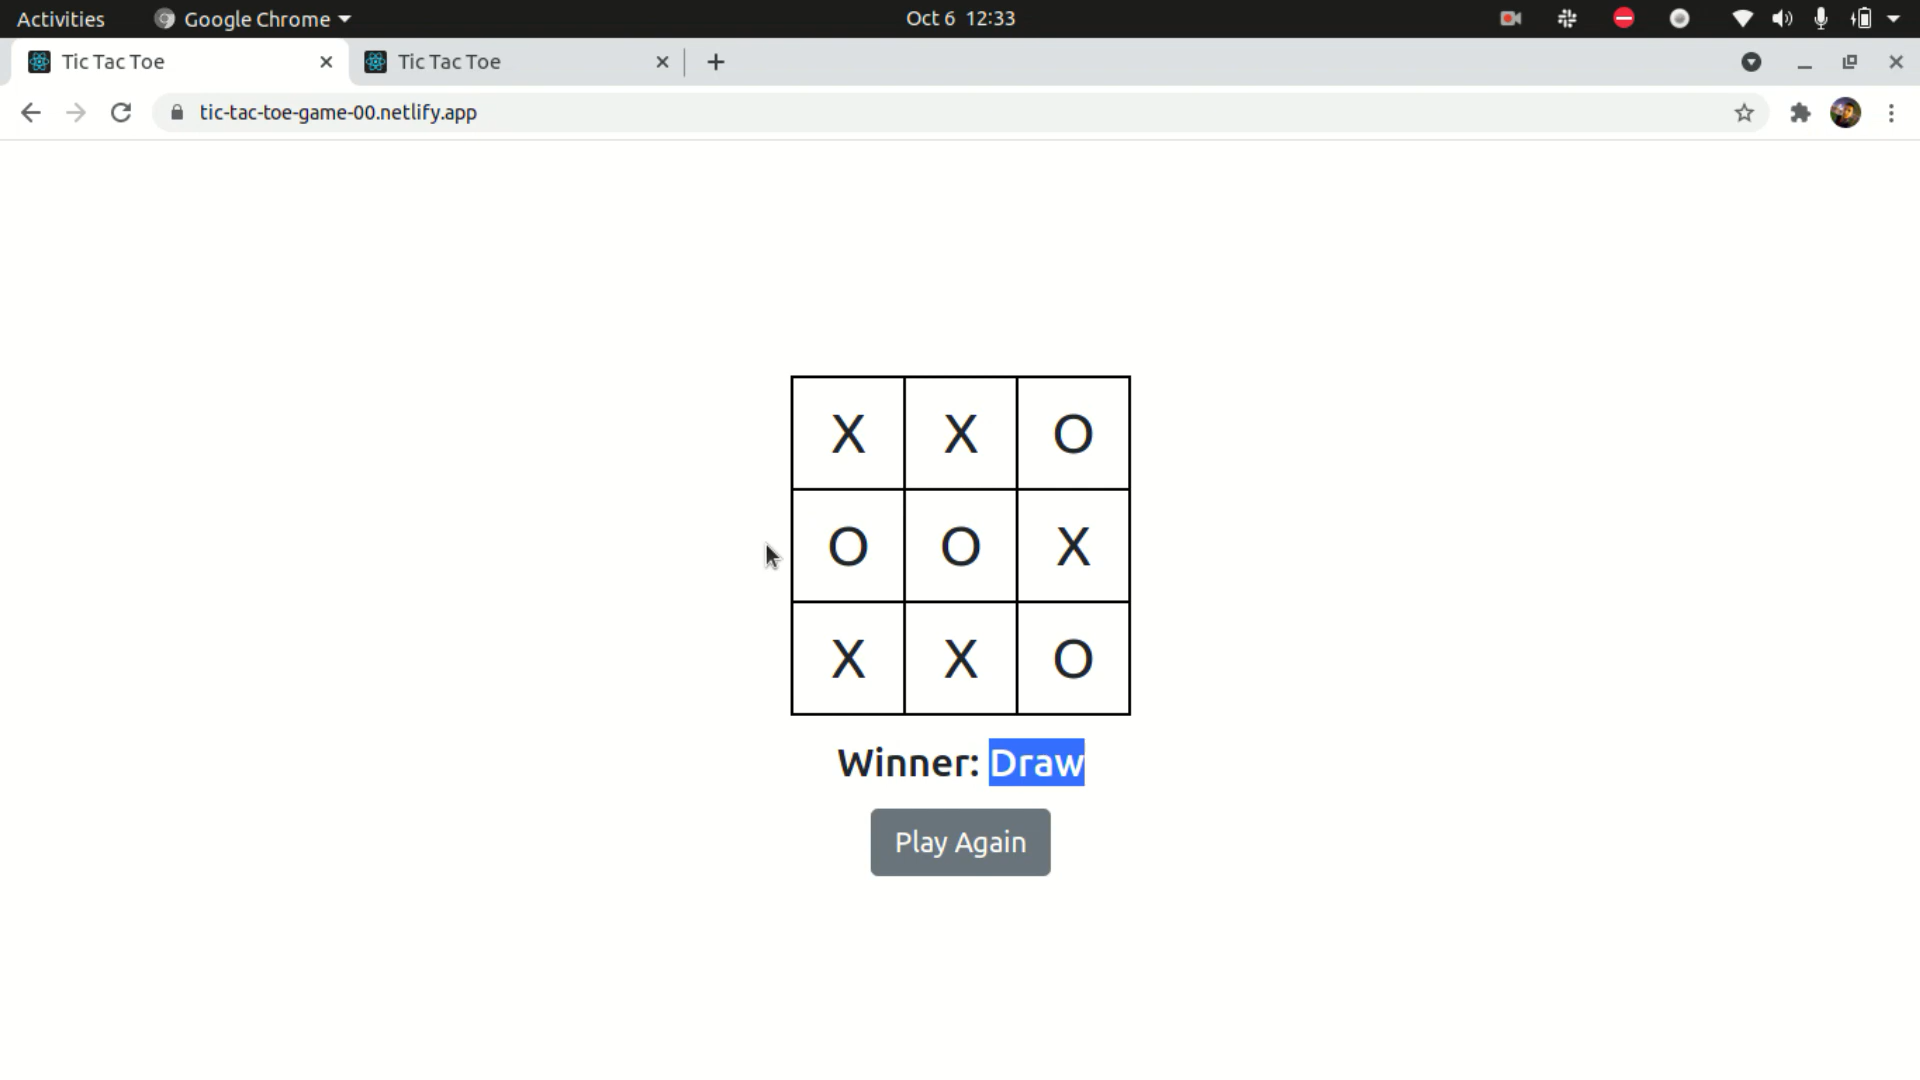 Activities Google Chrome Oct 6 12:33
Tic Tac Toe Tic Tac Toe
tic-tac-toe-game-00.netlify.app
X X O
O O X
X X O
Winner: Draw
Play Again